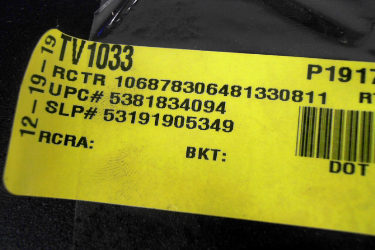 12-19-19
TV1033
P1917
RCTR 106878306481330811
UPC# 5381834094
SLP# 53191905349
RCRA:
BKT:
DOT